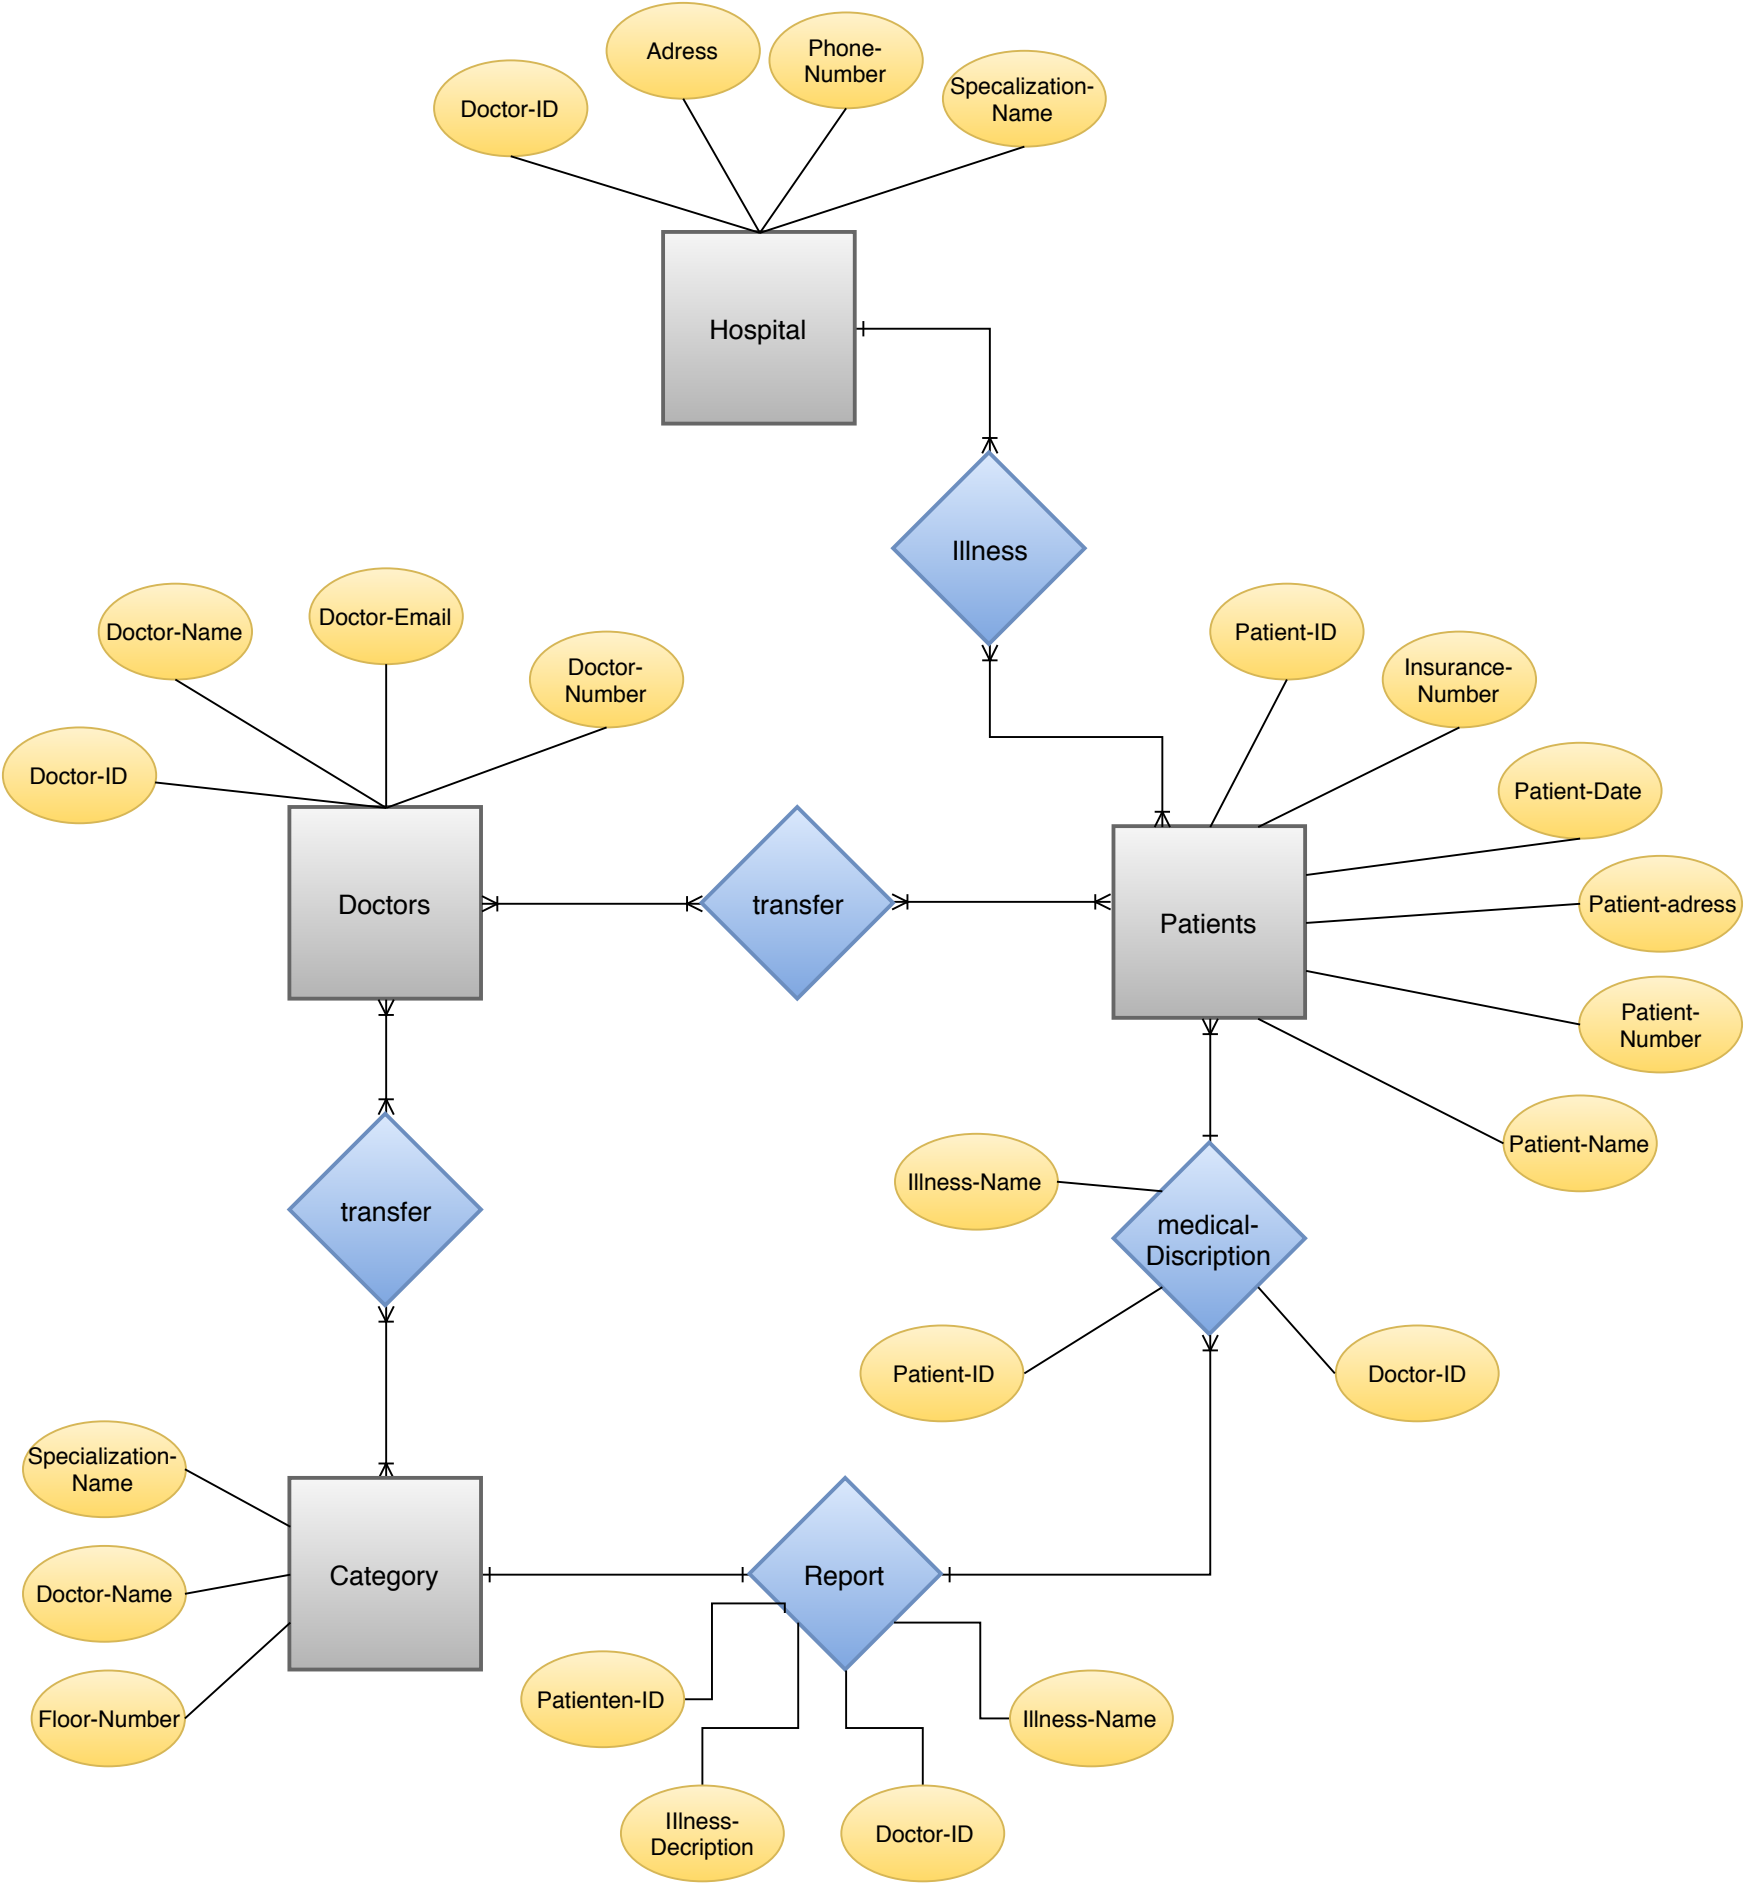 Adress
Phone-
Number
Specalization-
Name
Doctor-ID
Hospital
Illness
Doctor-Name
Doctor-Email
Doctor-
Number
Doctor-ID
Patient-ID
Insurance-
Number
Patient-Date
Patient-adress
Patient-
Number
Patient-Name
Doctors
transfer
Patients
transfer
Illness-Name
medical-
Discription
Patient-ID
Doctor-ID
Specialization-
Name
Doctor-Name
Floor-Number
Category
Report
Patienten-ID
Illness-Name
Illness-
Decription
Doctor-ID